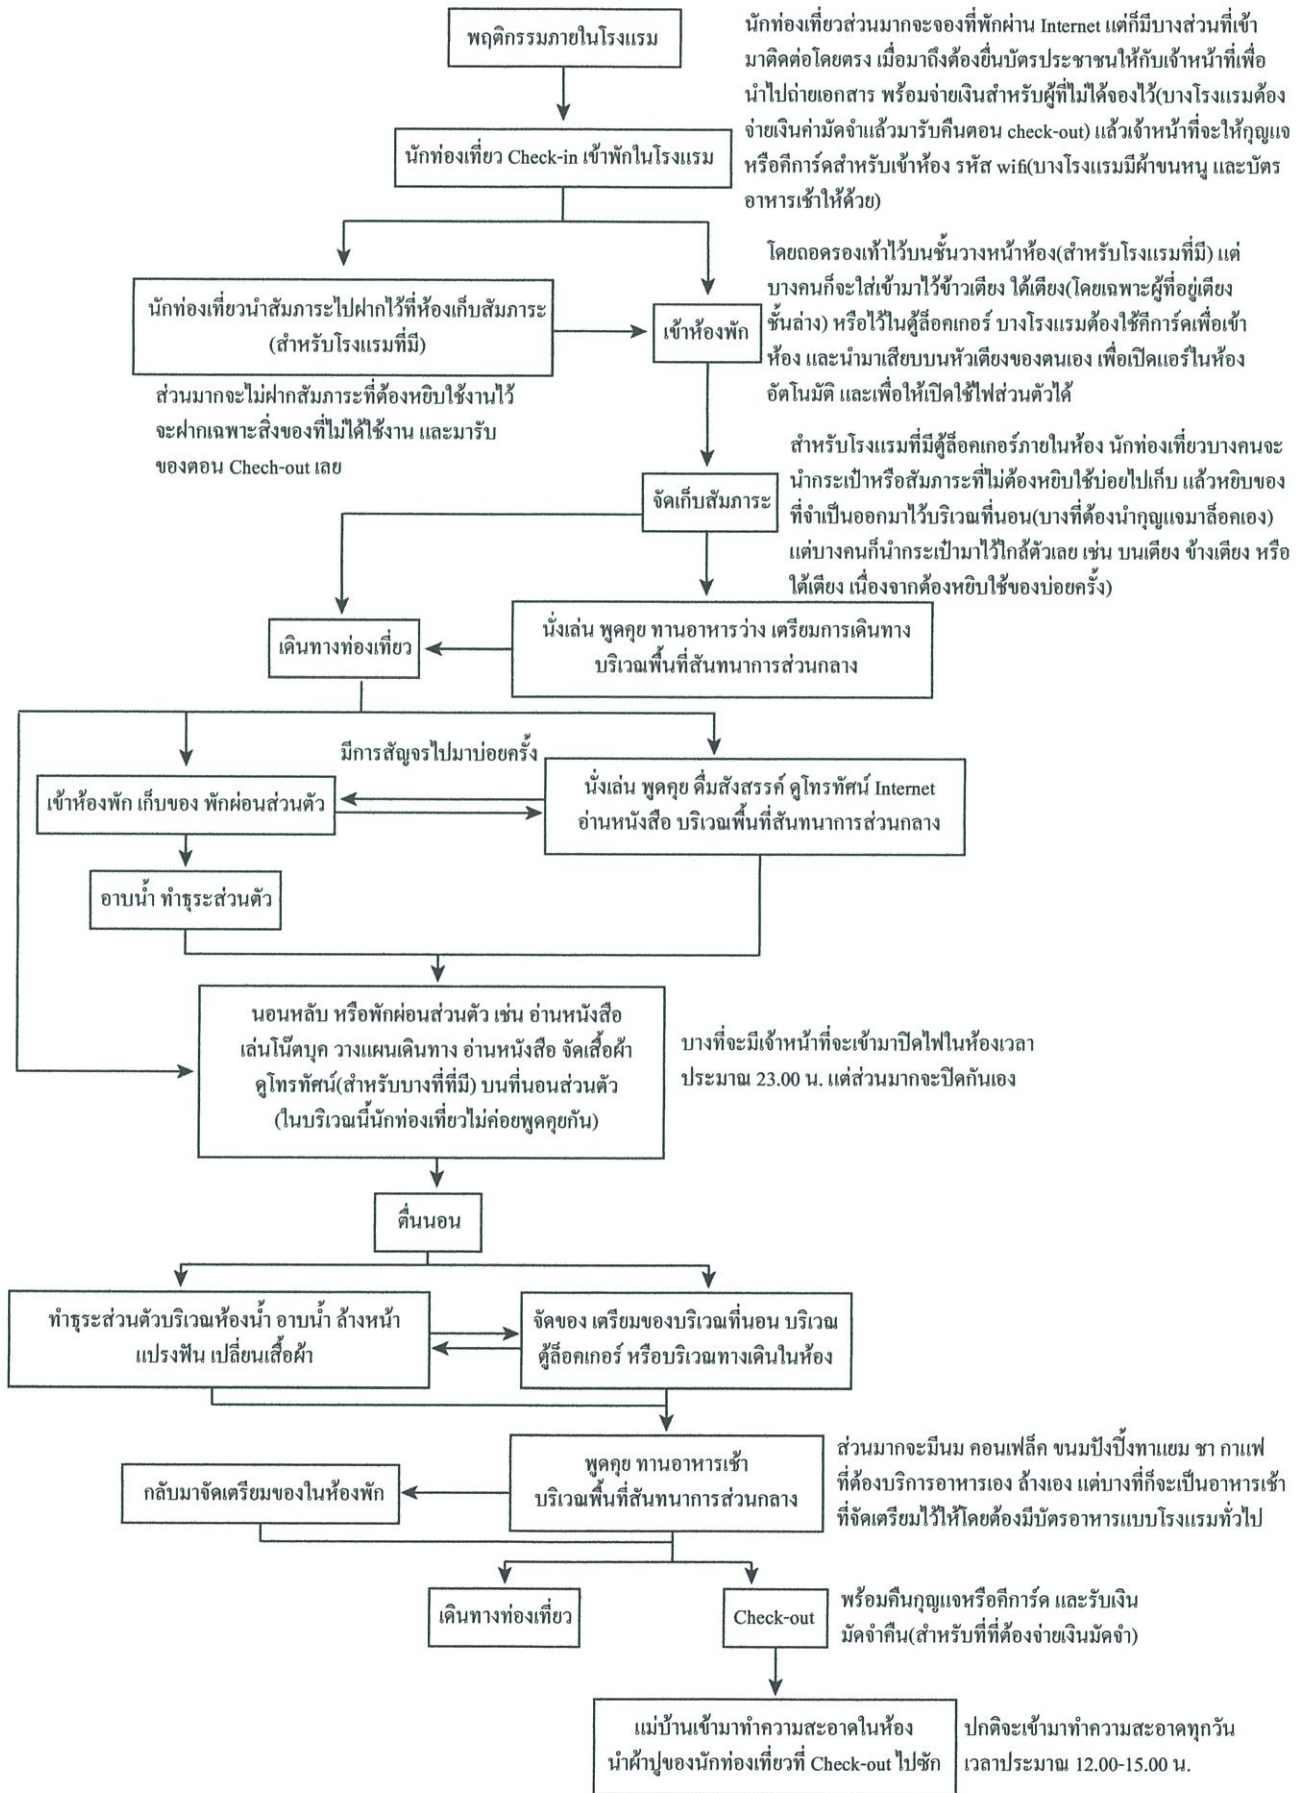 พฤติกรรมภายในโรงแรม
นักท่องเที่ยวส่วนมากจะจองที่พักผ่าน Internet แต่ก็มีบางส่วนที่เข้า
มาติดต่อโดยตรง เมื่อมาถึงต้องยื่นบัตรประชาชนให้กับเจ้าหน้าที่เพื่อ
นำไปถ่ายเอกสาร พร้อมจ่ายเงินสำหรับผู้ที่ไม่ได้จองไว้(บางโรงแรมต้อง
จ่ายเงินค่ามัดจำแล้วมารับคืนตอน check-out) แล้วเจ้าหน้าที่จะให้กุญแจ
หรือคีการ์ดสำหรับเข้าห้อง รหัส wifi(บางโรงแรมมีผ้าขนหนู และบัตร
อาหารเช้าให้ด้วย)
นักท่องเที่ยว Check-in เข้าพักในโรงแรม
นักท่องเที่ยวนำสัมภาระไปฝากไว้ที่ห้องเก็บสัมภาระ
(สำหรับโรงแรมที่มี)
ส่วนมากจะไม่ฝากสัมภาระที่ต้องหยิบใช้งานไว้
จะฝากเฉพาะสิ่งของที่ไม่ได้ใช้งาน และมารับ
ของตอน Chech-out เลย
เข้าห้องพัก
โดยถอดรองเท้าไว้บนชั้นวางหน้าห้อง(สำหรับโรงแรมที่มี) แต่
บางคนก็จะใส่เข้ามาไว้ข้าวเตียง ใต้เตียง(โดยเฉพาะผู้ที่อยู่เตียง
ชั้นล่าง) หรือไว้ในตู้ล็อคเกอร์ บางโรงแรมต้องใช้คีการ์ดเพื่อเข้า
ห้อง และนำมาเสียบบนหัวเตียงของตนเอง เพื่อเปิดแอร์ในห้อง
อัตโนมัติ และเพื่อให้เปิดใช้ไฟส่วนตัวได้
จัดเก็บสัมภาระ
สำหรับโรงแรมที่มีตู้ล็อคเกอร์ภายในห้อง นักท่องเที่ยวบางคนจะ
นำกระเป๋าหรือสัมภาระที่ไม่ต้องหยิบใช้บ่อยไปเก็บ แล้วหยิบของ
ที่จำเป็นออกมาไว้บริเวณที่นอน(บางที่ต้องนำกุญแจมาล็อคเอง)
แต่บางคนก็นำกระเป๋ามาไว้ใกล้ตัวเลย เช่น บนเตียง ข้างเตียง หรือ
ใต้เตียง เนื่องจากต้องหยิบใช้ของบ่อยครั้ง)
เดินทางท่องเที่ยว
นั่งเล่น พูดคุย ทานอาหารว่าง เตรียมการเดินทาง
บริเวณพื้นที่สันทนาการส่วนกลาง
มีการสัญจรไปมาบ่อยครั้ง
เข้าห้องพัก เก็บของ พักผ่อนส่วนตัว
นั่งเล่น พูดคุย ดื่มสังสรรค์ ดูโทรทัศน์ Internet
อ่านหนังสือ บริเวณพื้นที่สันทนาการส่วนกลาง
อาบน้ำ ทำธุระส่วนตัว
นอนหลับ หรือพักผ่อนส่วนตัว เช่น อ่านหนังสือ
เล่นโน๊ตบุค วางแผนเดินทาง อ่านหนังสือ จัดเสื้อผ้า
ดูโทรทัศน์(สำหรับบางที่ที่มี) บนที่นอนส่วนตัว
(ในบริเวณนี้นักท่องเที่ยวไม่ค่อยพูดคุยกัน)
บางที่จะมีเจ้าหน้าที่จะเข้ามาปิดไฟในห้องเวลา
ประมาณ 23.00 น. แต่ส่วนมากจะปิดกันเอง
ตื่นนอน
ทำธุระส่วนตัวบริเวณห้องน้ำ อาบน้ำ ล้างหน้า
แปรงฟัน เปลี่ยนเสื้อผ้า
จัดของ เตรียมของบริเวณที่นอน บริเวณ
ตู้ล็อคเกอร์ หรือบริเวณทางเดินในห้อง
กลับมาจัดเตรียมของในห้องพัก
พูดคุย ทานอาหารเช้า
บริเวณพื้นที่สันทนาการส่วนกลาง
ส่วนมากจะมีนม คอนเฟล็ค ขนมปังปิ้งทาแยม ชา กาแฟ
ที่ต้องบริการอาหารเอง ล้างเอง แต่บางที่ก็จะเป็นอาหารเช้า
ที่จัดเตรียมไว้ให้โดยต้องมีบัตรอาหารแบบโรงแรมทั่วไป
เดินทางท่องเที่ยว
Check-out
พร้อมคืนกุญแจหรือคีการ์ด และรับเงิน
มัดจำคืน(สำหรับที่ที่ต้องจ่ายเงินมัดจำ)
แม่บ้านเข้ามาทำความสะอาดในห้อง
นำผ้าปูของนักท่องเที่ยวที่ Check-out ไปซัก
ปกติจะเข้ามาทำความสะอาดทุกวัน
เวลาประมาณ 12.00-15.00 น.